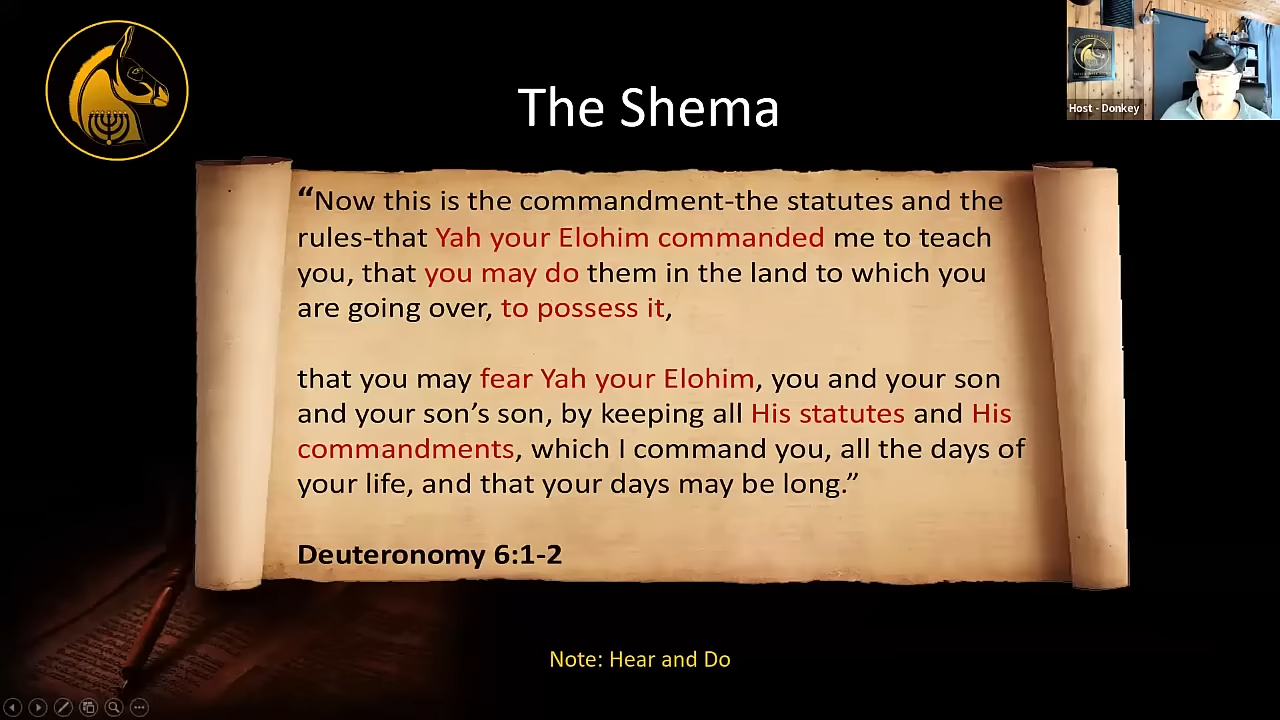 The Shema
Host - Donkey
“Now this is the commandment-the statutes and the
rules-that Yah your Elohim commanded me to teach
you, that you may do them in the land to which you
are going over, to possess it,
that you may fear Yah your Elohim, you and your son
and your son’s son, by keeping all His statutes and His
commandments, which I command you, all the days of
your life, and that your days may be long.”
Deuteronomy 6:1-2
Note: Hear and Do